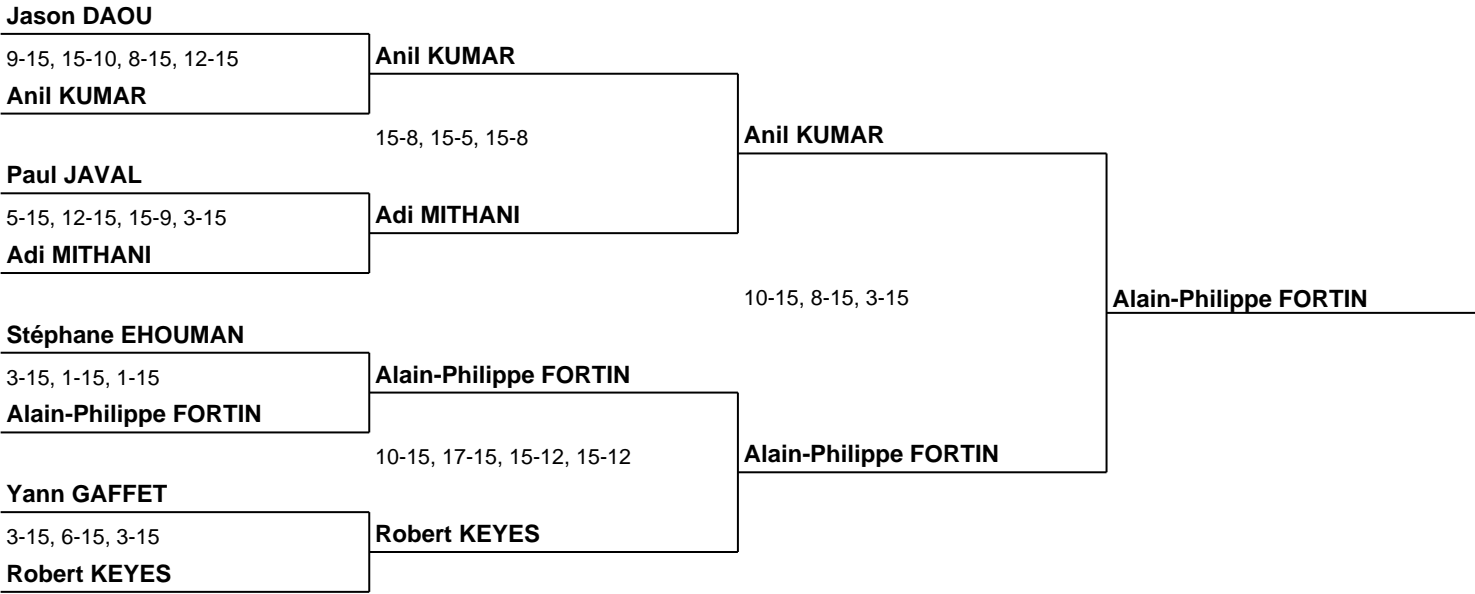 Jason DAOU
9-15, 15-10, 8-15, 12-15
Anil KUMAR
Anil KUMAR
15-8, 15-5, 15-8
Anil KUMAR
Paul JAVAL
5-15, 12-15, 15-9, 3-15
Adi MITHANI
Adi MITHANI
10-15, 8-15, 3-15
Alain-Philippe FORTIN
Stéphane EHOUMAN
3-15, 1-15, 1-15
Alain-Philippe FORTIN
Alain-Philippe FORTIN
10-15, 17-15, 15-12, 15-12
Alain-Philippe FORTIN
Yann GAFFET
3-15, 6-15, 3-15
Robert KEYES
Robert KEYES